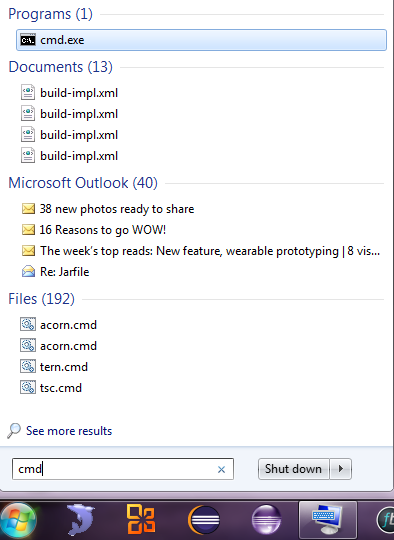 Programs (1)
cmd.exe
Documents (13)
build-impl.xml
build-impl.xml
build-impl.xml
build-impl.xml
Microsoft Outlook (40)
38 new photos ready to share
16 Reasons to go WOW!
The week's top reads: New feature, wearable prototyping | 8 vis...
Re: Jarfile
Files (192)
acorn.cmd
acorn.cmd
tern.cmd
tsc.cmd
See more results
cmd
Shut down